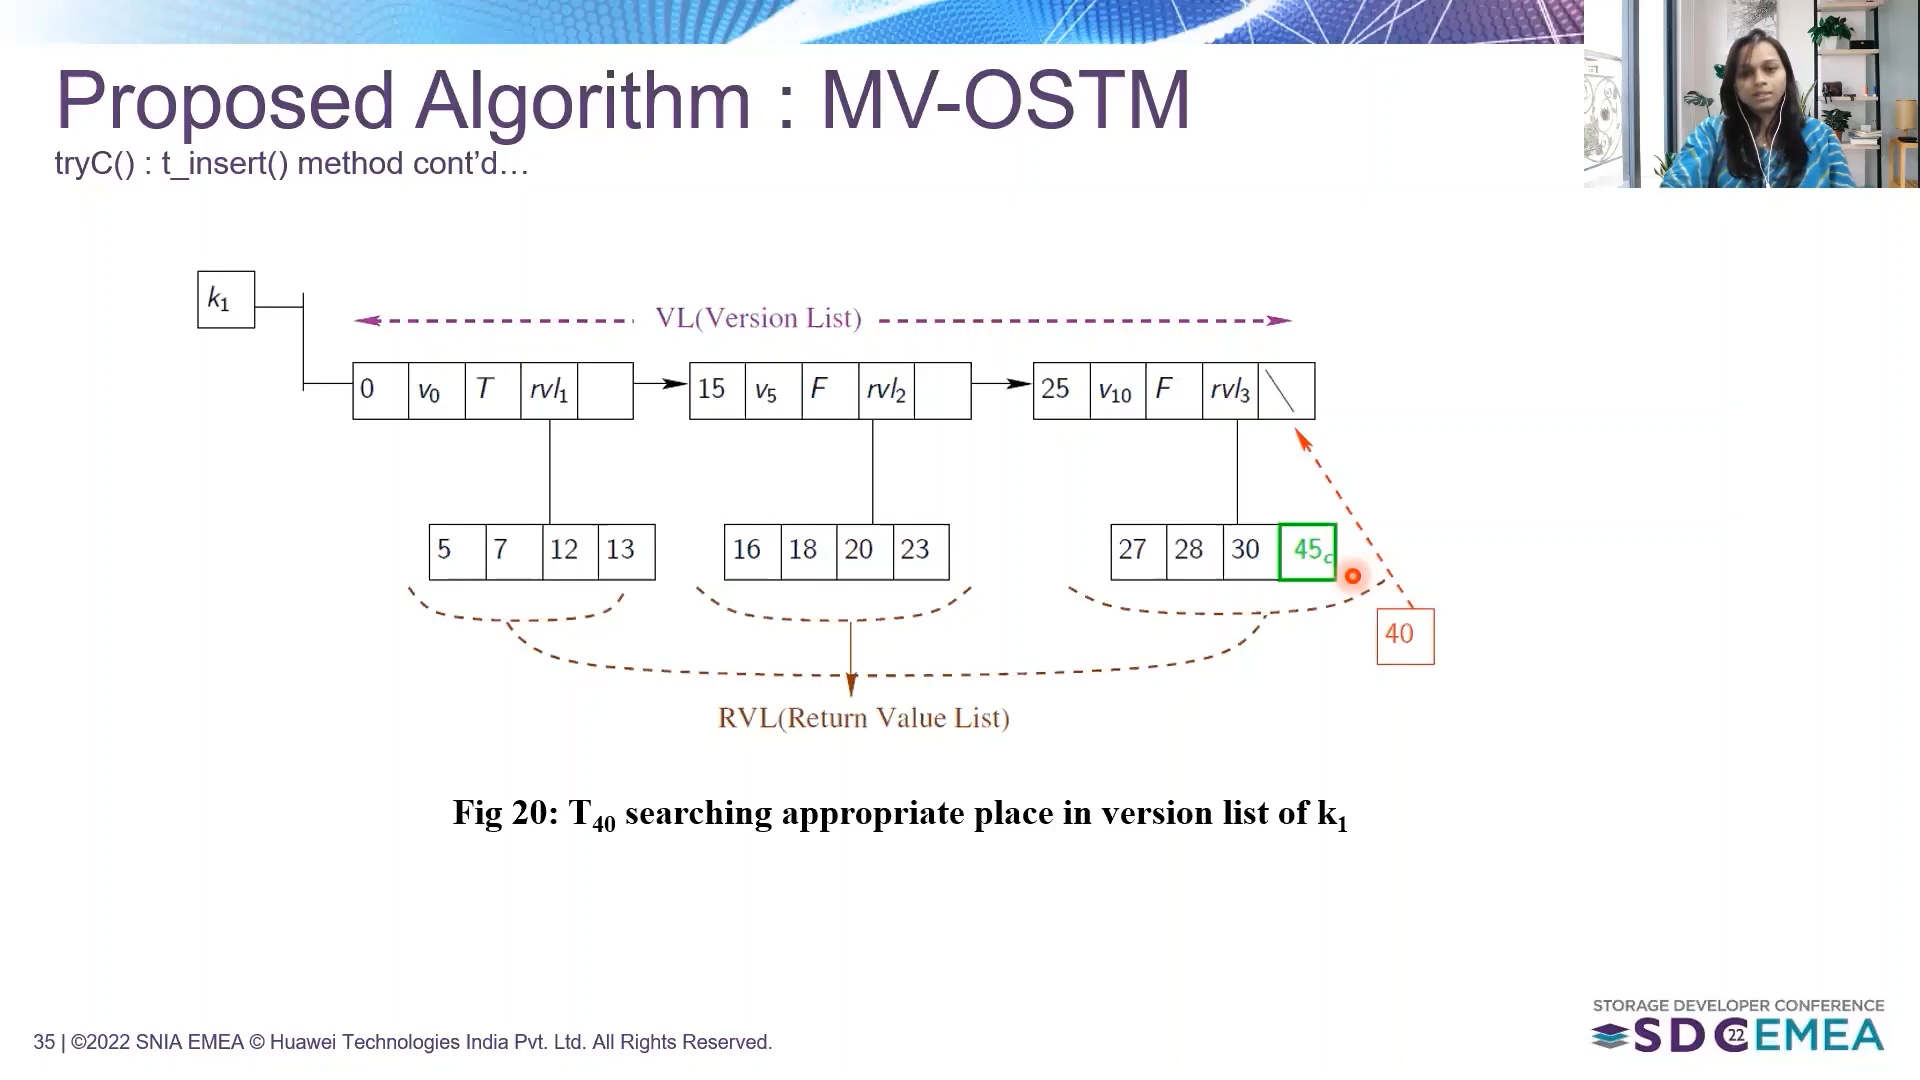 Proposed Algorithm : MV-OSTM
tryC() : t_insert() method cont’d…
k1
VL(Version List)
0 v0 T rvl1
15 v5 F rvl2
25 v10 F rvl3
5 7 12 13
16 18 20 23
27 28 30 45c
40
RVL(Return Value List)
Fig 20: T40 searching appropriate place in version list of k1
STORAGE DEVELOPER CONFERENCE
SDC 22 EMEA
35 | ©2022 SNIA EMEA © Huawei Technologies India Pvt. Ltd. All Rights Reserved.